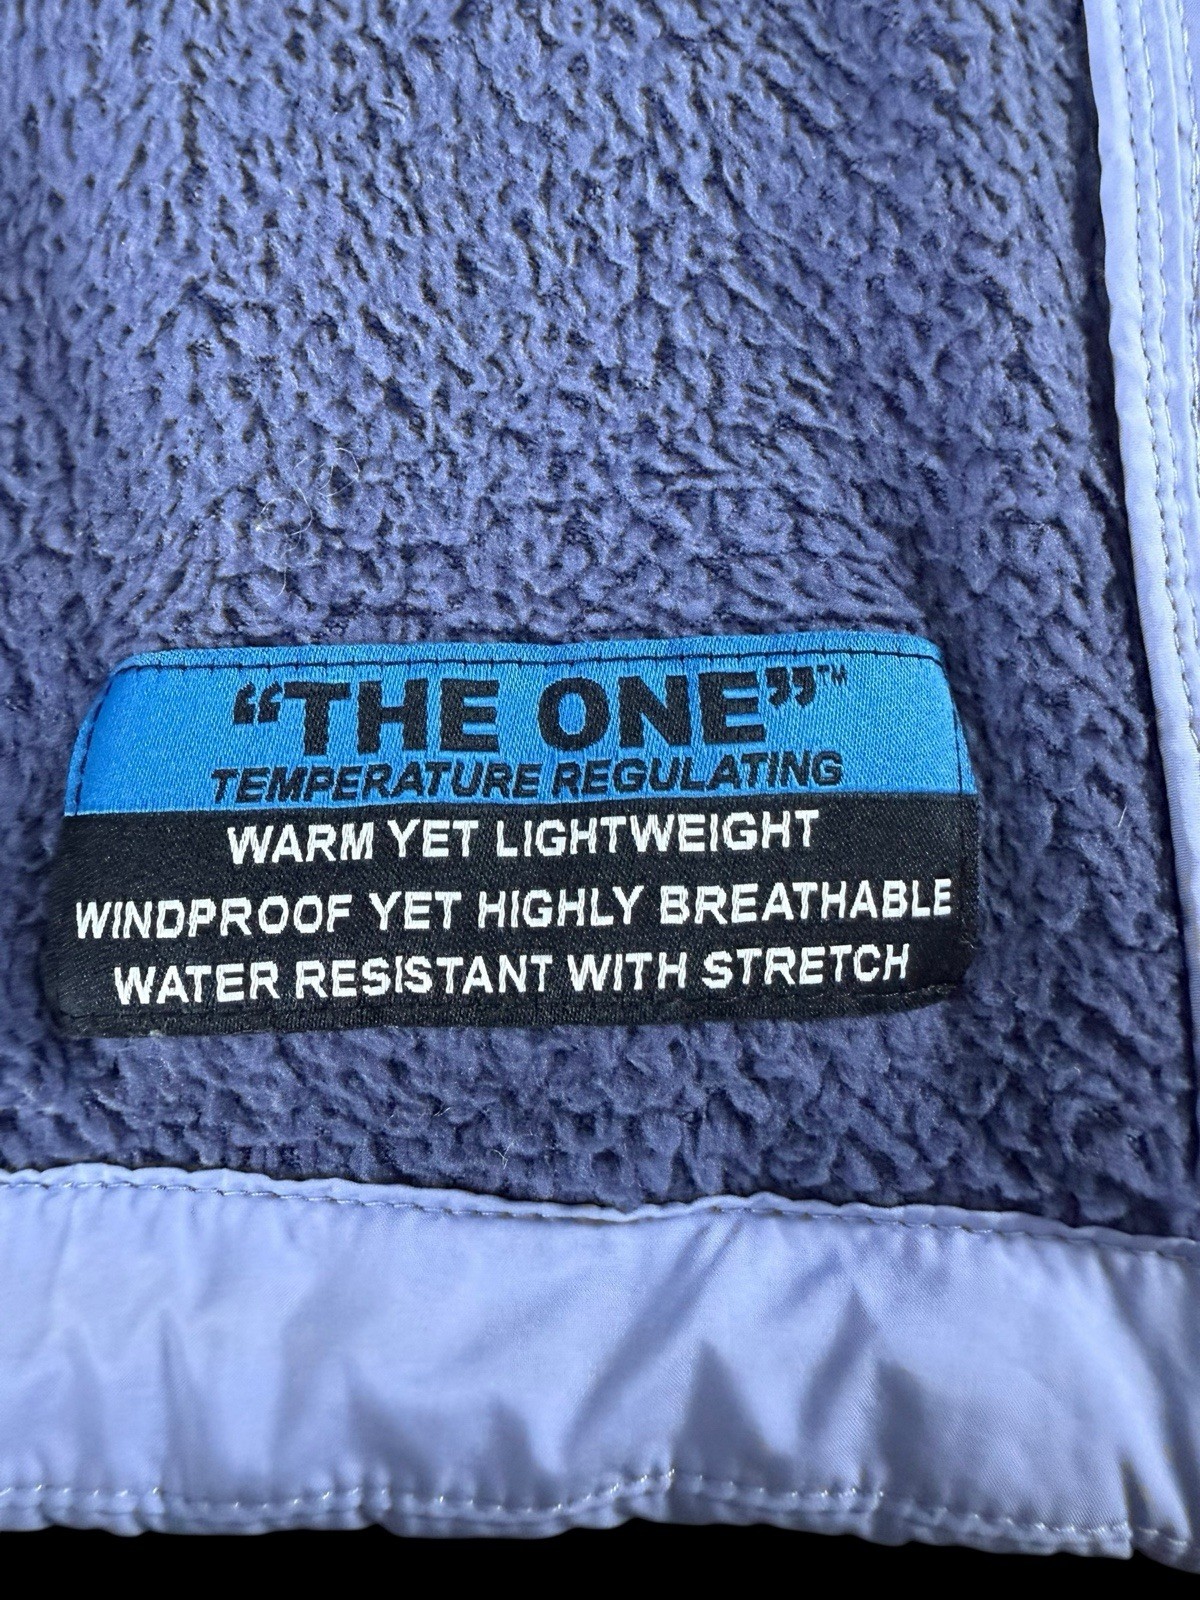 “THE ONE”™
TEMPERATURE REGULATING
WARM YET LIGHTWEIGHT
WINDPROOF YET HIGHLY BREATHABLE
WATER RESISTANT WITH STRETCH